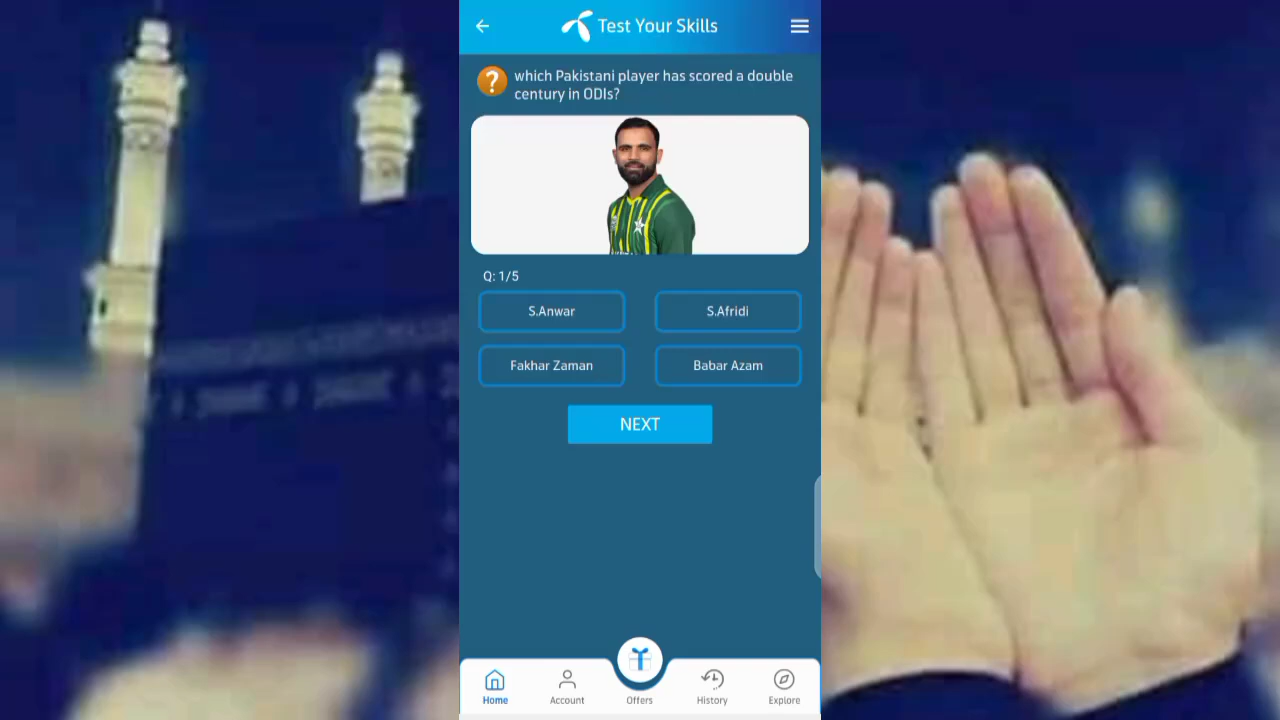 Test Your Skills
which Pakistani player has scored a double
century in ODIs?
Q: 1/5
S.Anwar
S.Afridi
Fakhar Zaman
Babar Azam
NEXT
Home
Account
Offers
History
Explore